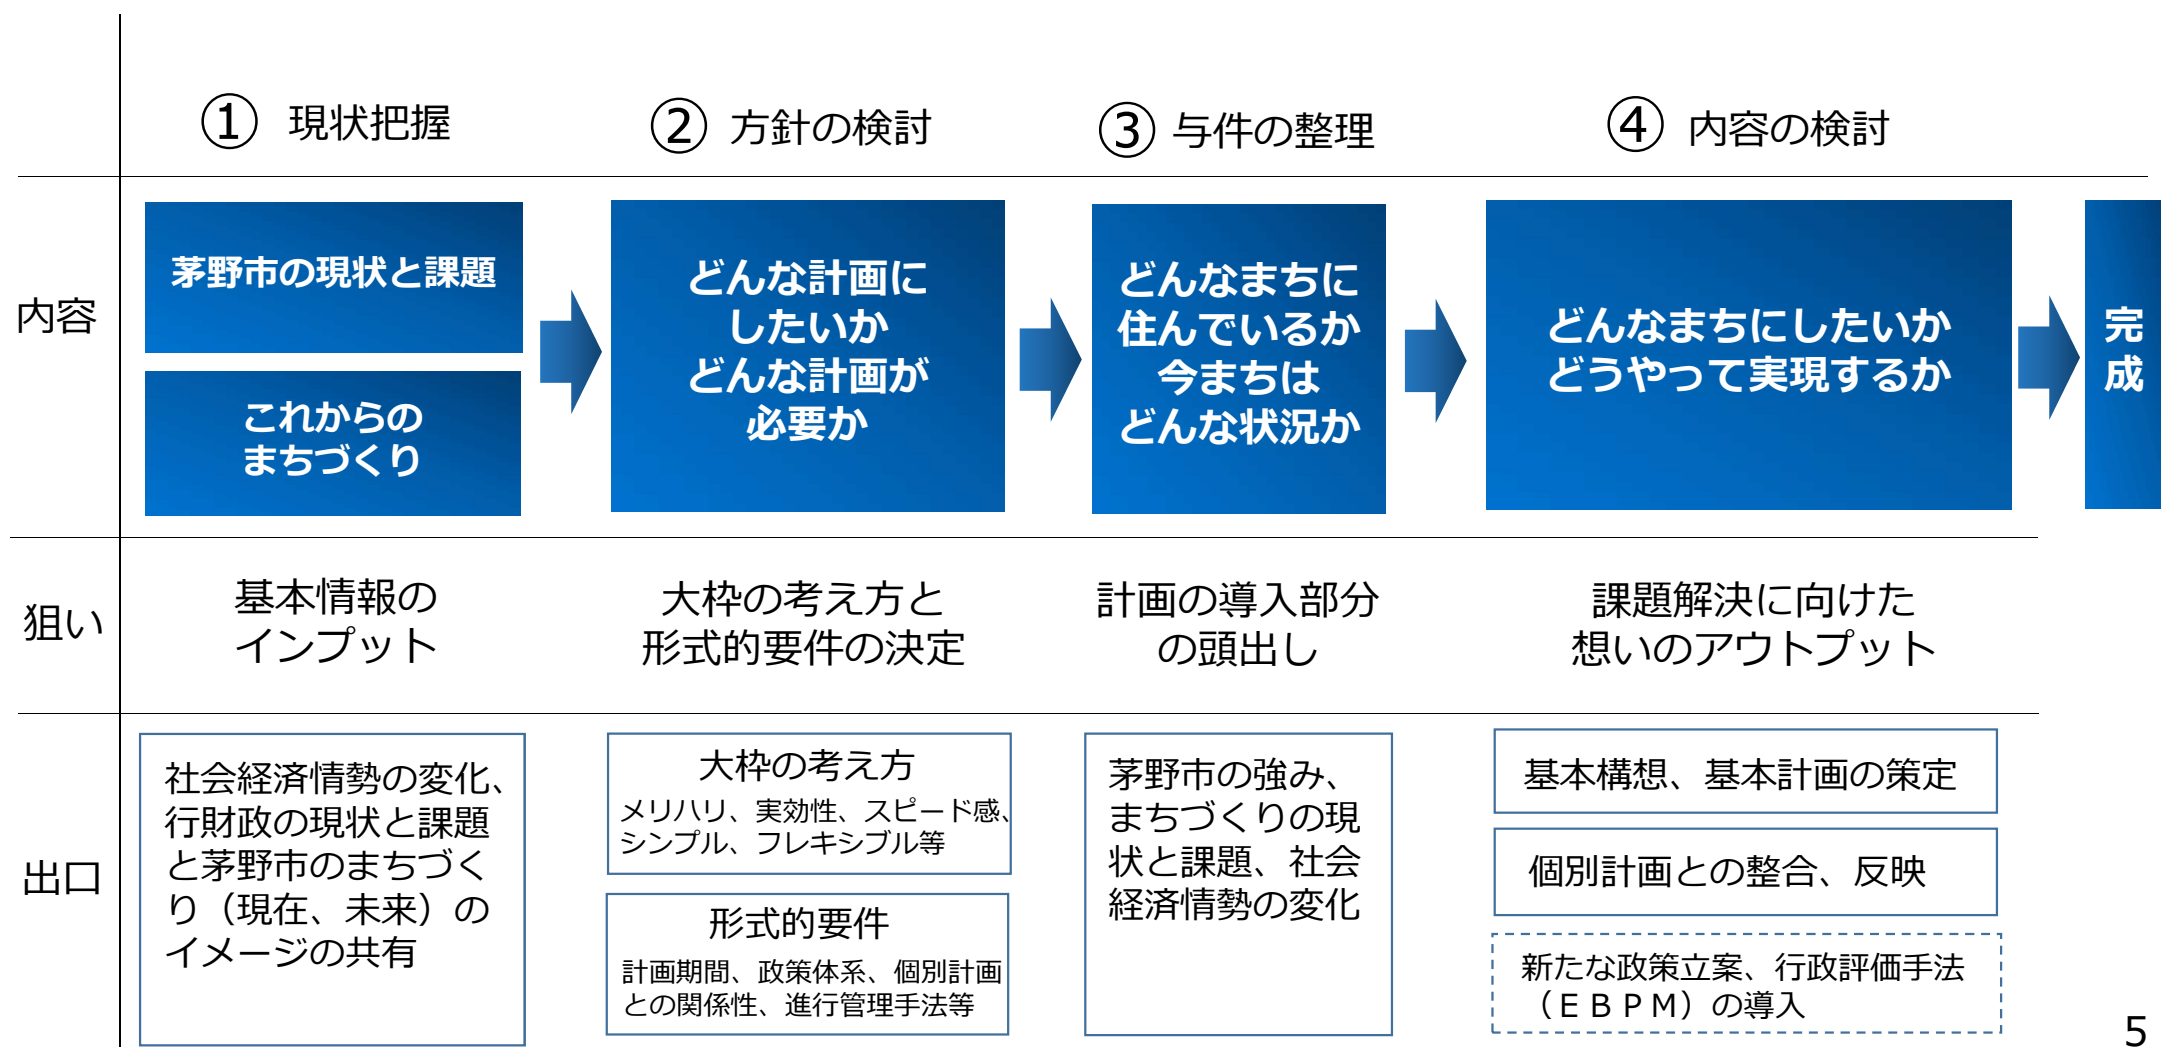 ① 現状把握
② 方針の検討
③ 与件の整理
④ 内容の検討
内容
茅野市の現状と課題
これからの
まちづくり
どんな計画に
したいか
どんな計画が
必要か
どんなまちに
住んでいるか
今まちは
どんな状況か
どんなまちにしたいか
どうやって実現するか
完
成
狙い
基本情報の
インプット
大枠の考え方と
形式的要件の決定
計画の導入部分
の頭出し
課題解決に向けた
想いのアウトプット
出口
社会経済情勢の変化、
行財政の現状と課題
と茅野市のまちづく
り（現在、未来）の
イメージの共有
大枠の考え方
メリハリ、実効性、スピード感、
シンプル、フレキシブル等
形式的要件
計画期間、政策体系、個別計画
との関係性、進行管理手法等
茅野市の強み、
まちづくりの現
状と課題、社会
経済情勢の変化
基本構想、基本計画の策定
個別計画との整合、反映
新たな政策立案、行政評価手法
（ＥＢＰＭ）の導入
5